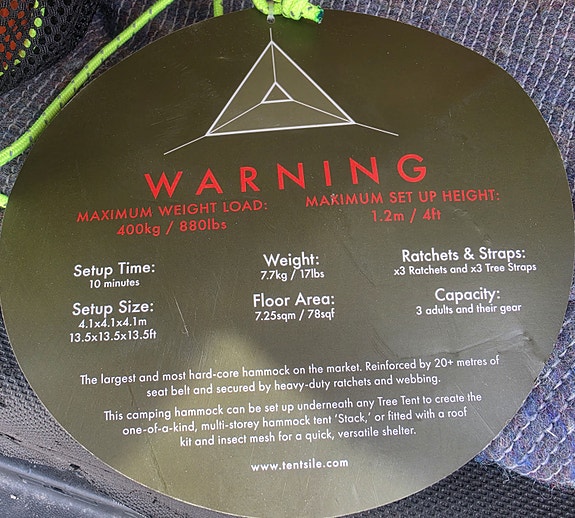 WARNING
MAXIMUM WEIGHT LOAD:
400kg / 880lbs
MAXIMUM SET UP HEIGHT:
1.2m / 4ft
Setup Time:
10 minutes
Weight:
7.7kg / 17lbs
Ratchets & Straps:
x3 Ratchets and x3 Tree Straps
Setup Size:
4.1x4.1x4.1m
13.5x13.5x13.5ft
Floor Area:
7.25sqm / 78sqf
Capacity:
3 adults and their gear
The largest and most hard-core hammock on the market. Reinforced by 20+ metres of
seat belt and secured by heavy-duty ratchets and webbing.
This camping hammock can be set up underneath any Tree Tent to create the
one-of-a-kind, multi-storey hammock tent 'Stack,' or fitted with a roof
kit and insect mesh for a quick, versatile shelter.
www.tentsile.com